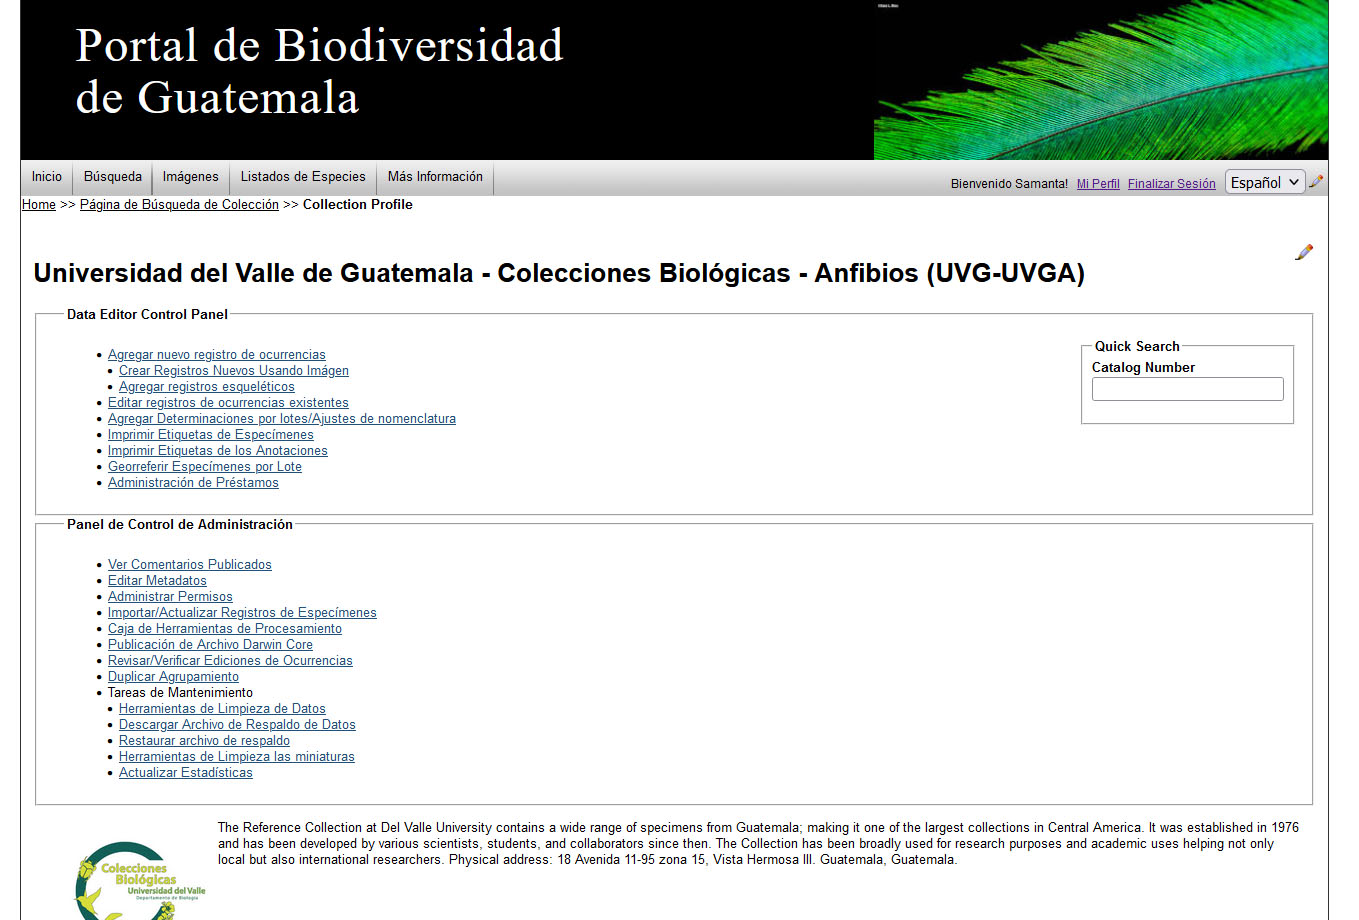 Portal de Biodiversidad
de Guatemala
Inicio Búsqueda Imágenes Listados de Especies Más Información
Bienvenido Samanta! Mi Perfil Finalizar Sesión Español
Home >> Página de Búsqueda de Colección >> Collection Profile
Universidad del Valle de Guatemala - Colecciones Biológicas - Anfibios (UVG-UVGA)
Data Editor Control Panel
Agregar nuevo registro de ocurrencias
Crear Registros Nuevos Usando Imágen
Agregar registros esqueléticos
Editar registros de ocurrencias existentes
Agregar Determinaciones por lotes/Ajustes de nomenclatura
Imprimir Etiquetas de Especímenes
Imprimir Etiquetas de los Anotaciones
Georreferir Especímenes por Lote
Administración de Préstamos
Quick Search
Catalog Number
Panel de Control de Administración
Ver Comentarios Publicados
Editar Metadatos
Administrar Permisos
Importar/Actualizar Registros de Especímenes
Caja de Herramientas de Procesamiento
Publicación de Archivo Darwin Core
Revisar/Verificar Ediciones de Ocurrencias
Duplicar Agrupamiento
Tareas de Mantenimiento
Herramientas de Limpieza de Datos
Descargar Archivo de Respaldo de Datos
Restaurar archivo de respaldo
Herramientas de Limpieza las miniaturas
Actualizar Estadísticas
The Reference Collection at Del Valle University contains a wide range of specimens from Guatemala; making it one of the largest collections in Central America. It was established in 1976
and has been developed by various scientists, students, and collaborators since then. The Collection has been broadly used for research purposes and academic uses helping not only
local but also international researchers. Physical address: 18 Avenida 11-95 zona 15, Vista Hermosa III. Guatemala, Guatemala.
Colecciones
Biológicas
Universidad del Valle
Departamento de Biología